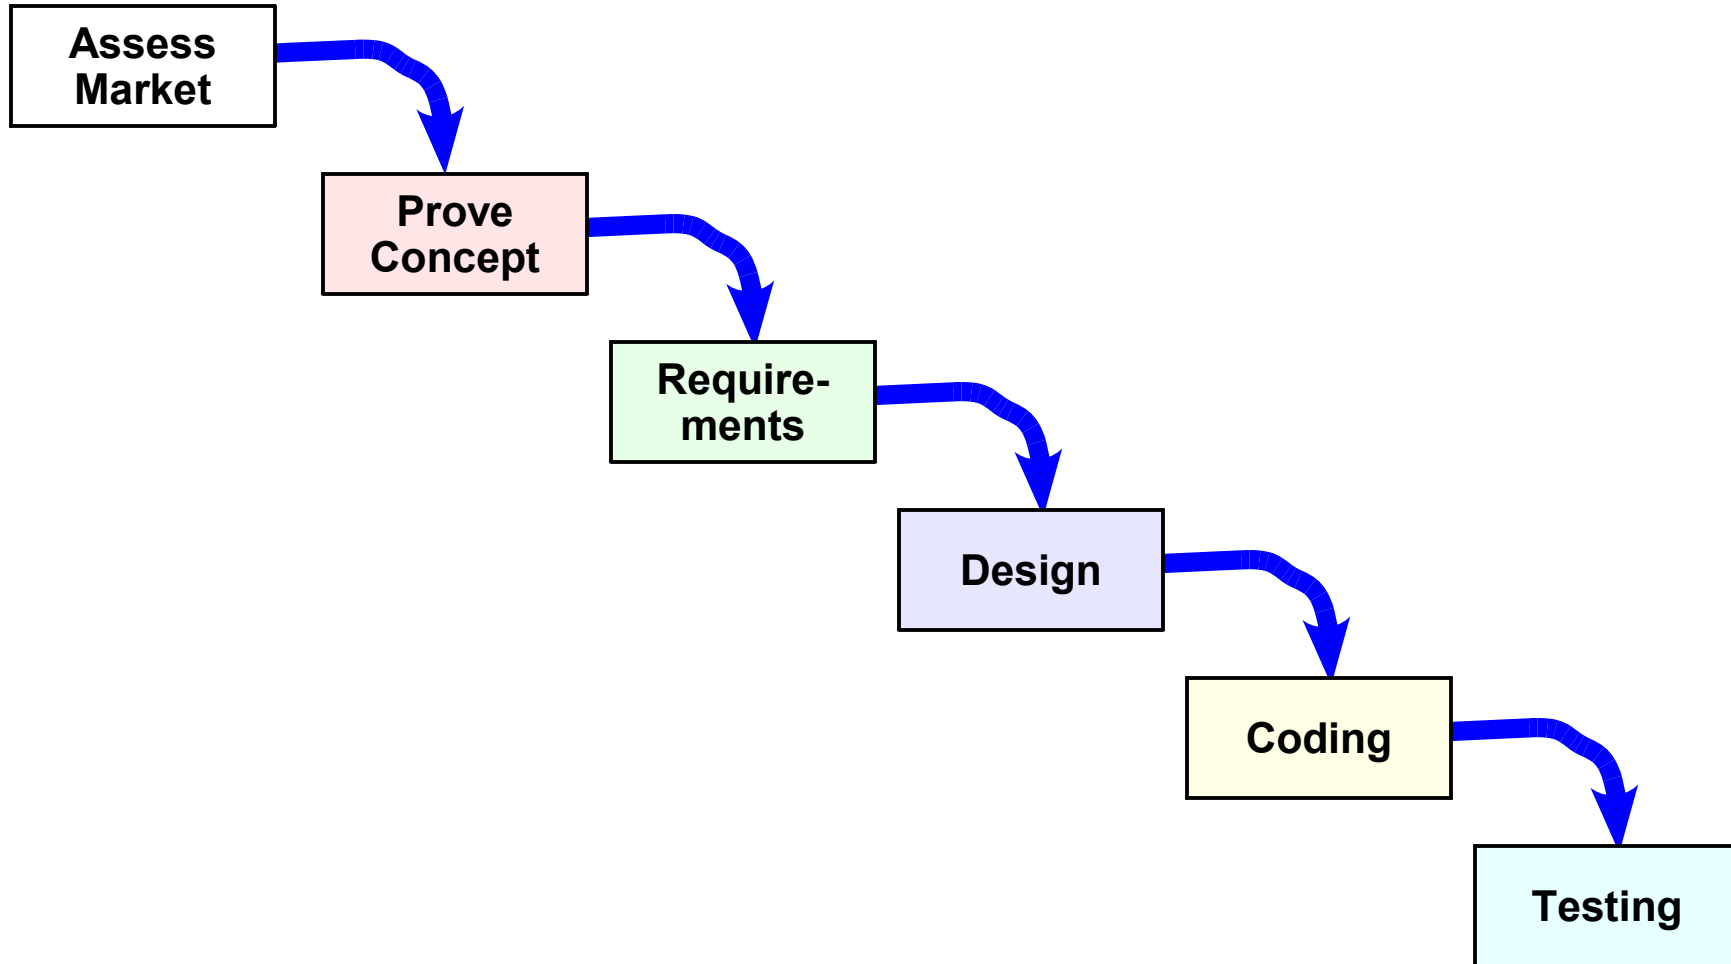 Assess
Market
Prove
Concept
Require-
ments
Design
Coding
Testing